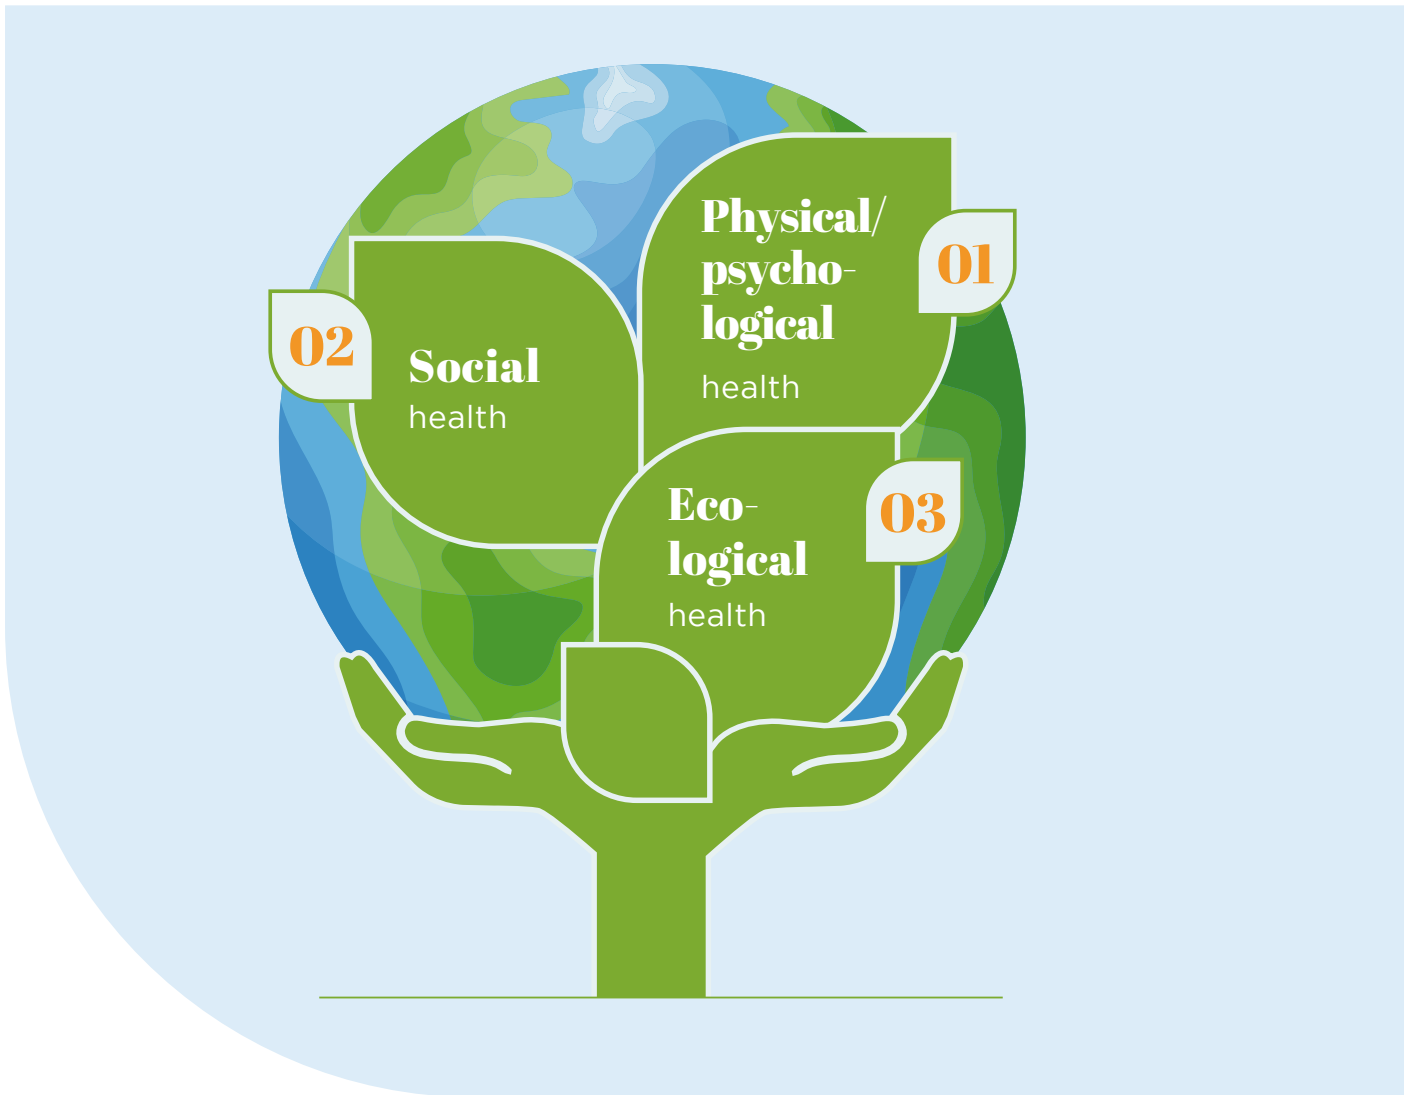 01
Physical/
psycho-
logical
health
02
Social
health
03
Eco-
logical
health